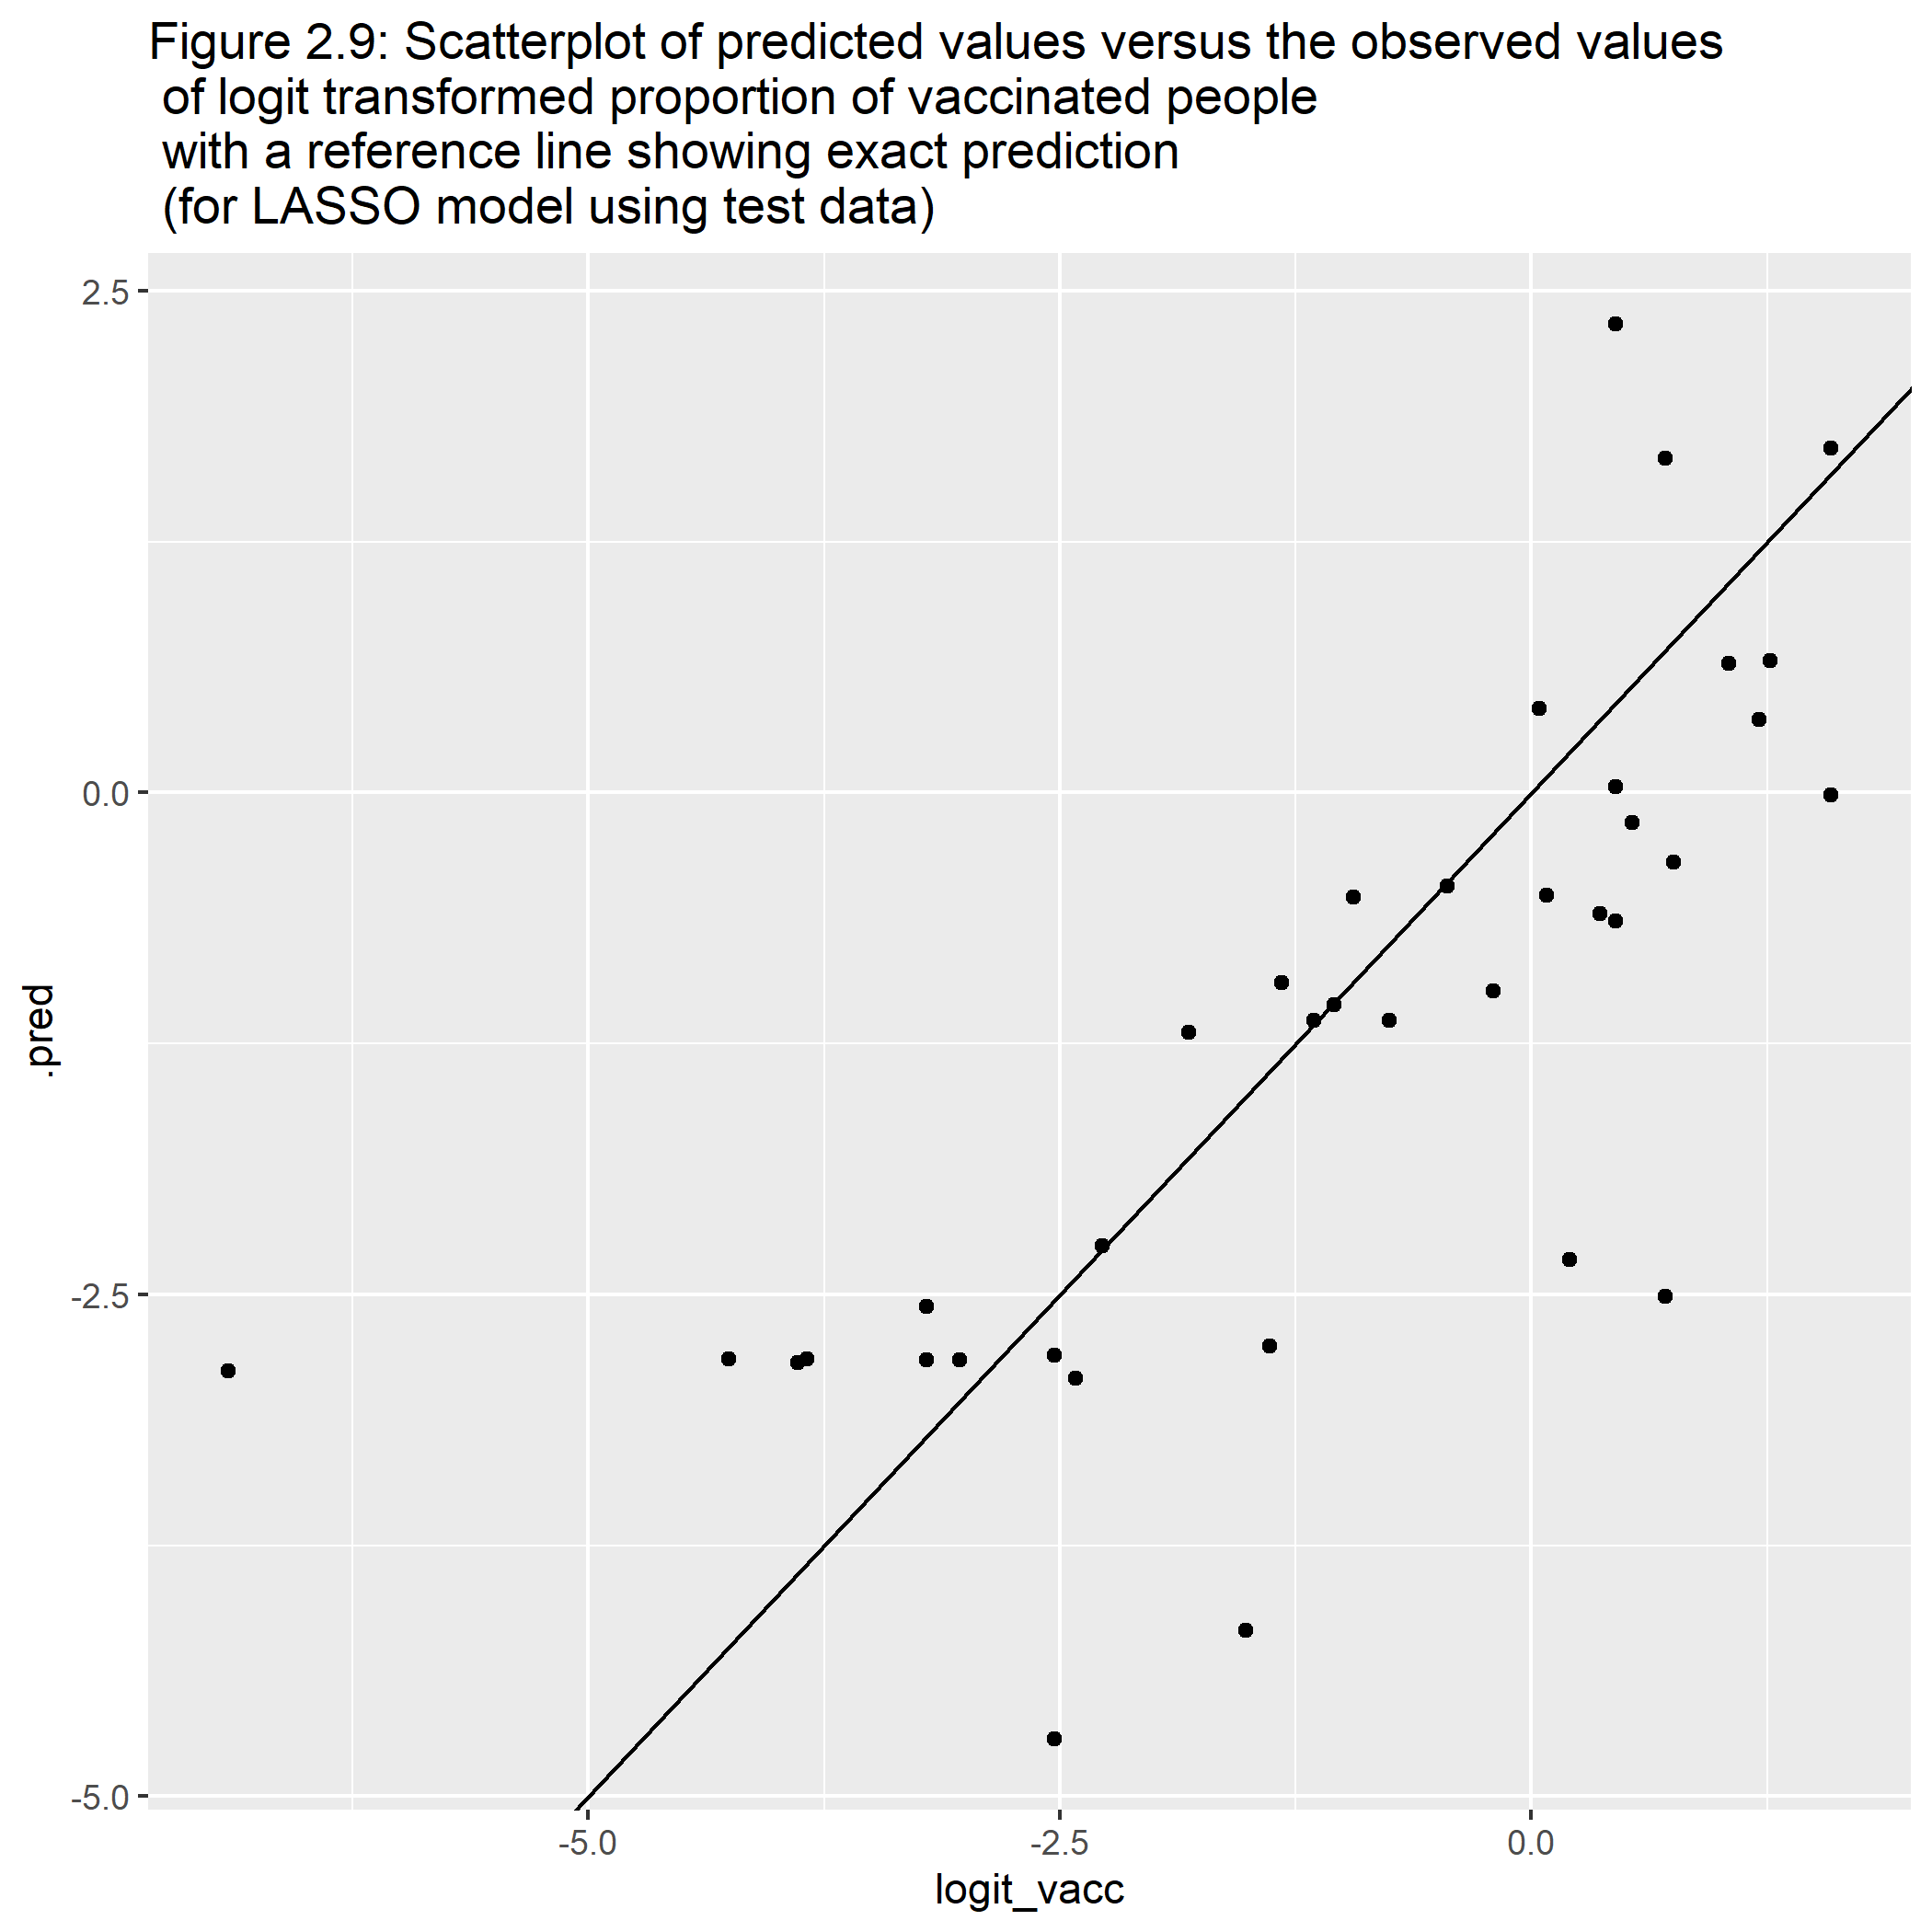 Figure 2.9: Scatterplot of predicted values versus the observed values
of logit transformed proportion of vaccinated people
with a reference line showing exact prediction
(for LASSO model using test data)
2.5
0.0
-2.5
-5.0
.pred
-5.0
-2.5
0.0
logit_vacc